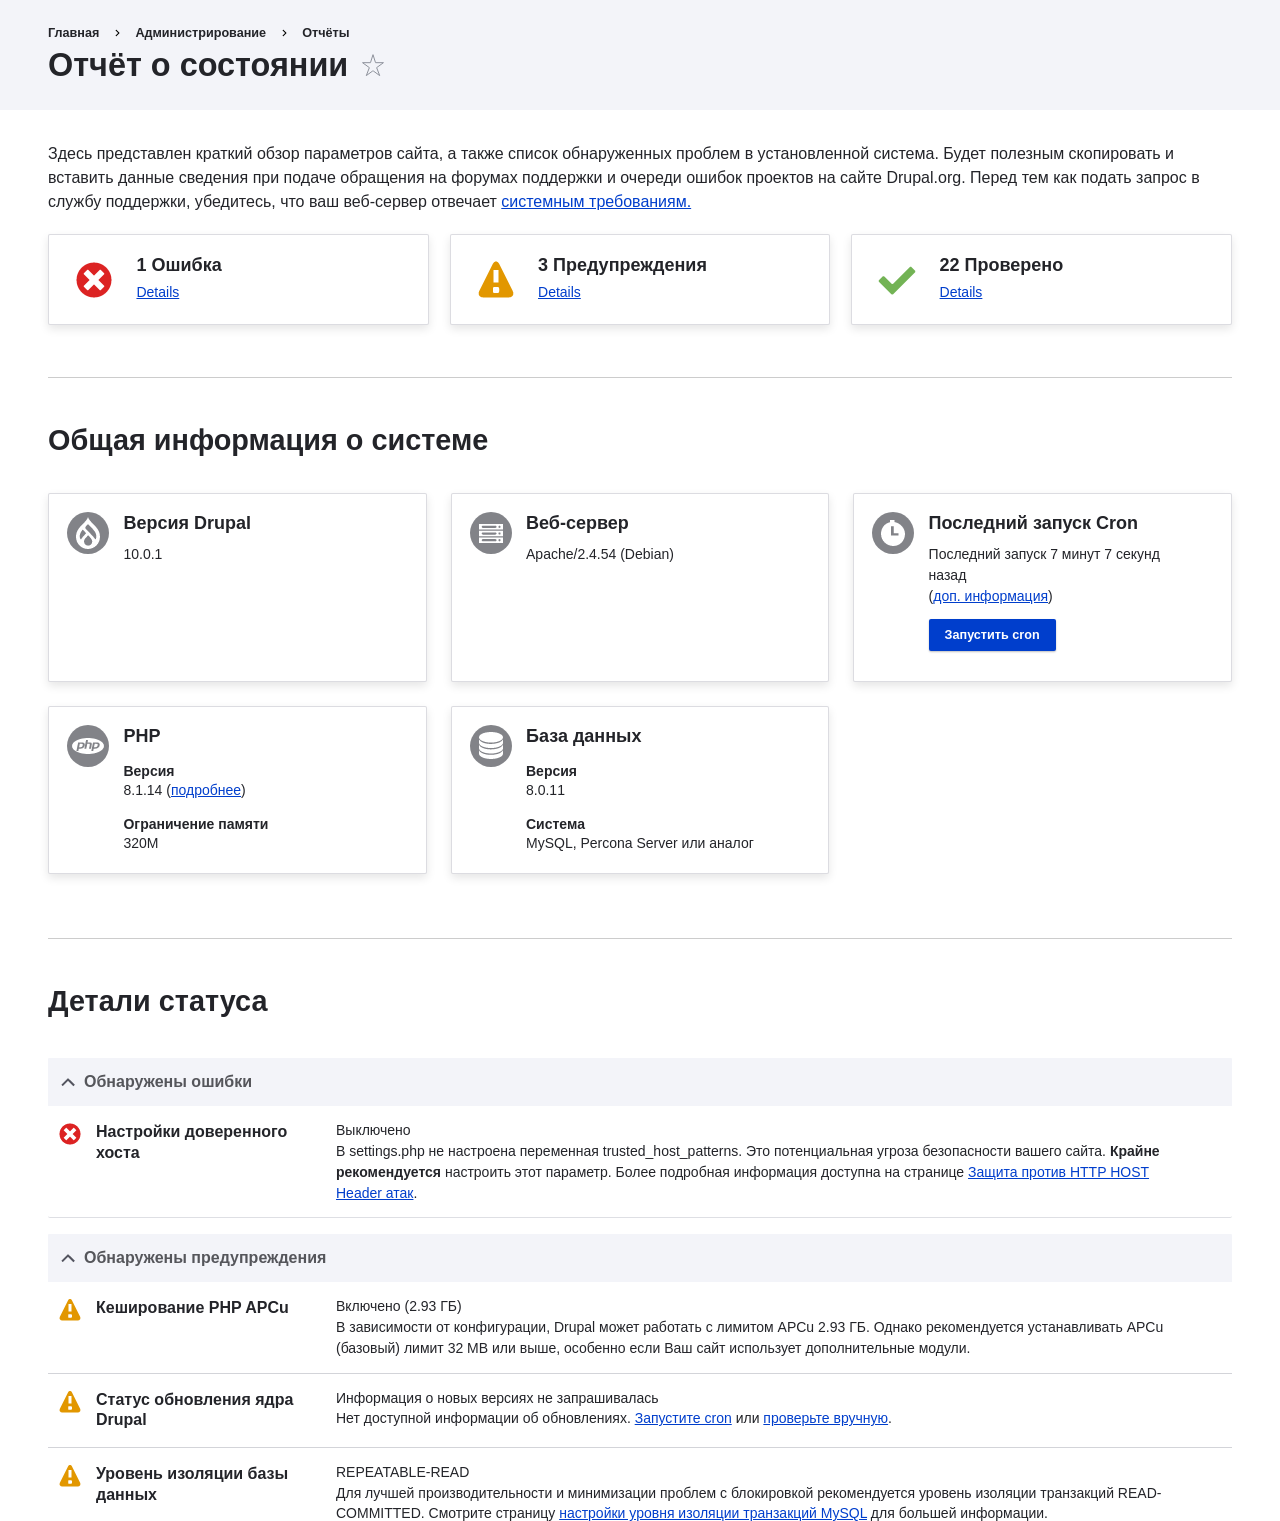 Главная › Администрирование › Отчёты
Отчёт о состоянии ☆
Здесь представлен краткий обзор параметров сайта, а также список обнаруженных проблем в установленной система. Будет полезным скопировать и
вставить данные сведения при подаче обращения на форумах поддержки и очереди ошибок проектов на сайте Drupal.org. Перед тем как подать запрос в
службу поддержки, убедитесь, что ваш веб-сервер отвечает системным требованиям.
1 Ошибка
Details
3 Предупреждения
Details
22 Проверено
Details
Общая информация о системе
Версия Drupal
10.0.1
Веб-сервер
Apache/2.4.54 (Debian)
Последний запуск Cron
Последний запуск 7 минут 7 секунд
назад
(доп. информация)
Запустить cron
php
PHP
Версия
8.1.14 (подробнее)
Ограничение памяти
320M
База данных
Версия
8.0.11
Система
MySQL, Percona Server или аналог
Детали статуса
Обнаружены ошибки
Настройки доверенного
хоста
Выключено
В settings.php не настроена переменная trusted_host_patterns. Это потенциальная угроза безопасности вашего сайта. Крайне
рекомендуется настроить этот параметр. Более подробная информация доступна на странице Защита против HTTP HOST
Header атак.
Обнаружены предупреждения
Кеширование PHP APCu
Включено (2.93 ГБ)
В зависимости от конфигурации, Drupal может работать с лимитом APCu 2.93 ГБ. Однако рекомендуется устанавливать APCu
(базовый) лимит 32 MB или выше, особенно если Ваш сайт использует дополнительные модули.
Статус обновления ядра
Drupal
Информация о новых версиях не запрашивалась
Нет доступной информации об обновлениях. Запустите cron или проверьте вручную.
Уровень изоляции базы
данных
REPEATABLE-READ
Для лучшей производительности и минимизации проблем с блокировкой рекомендуется уровень изоляции транзакций READ-
COMMITTED. Смотрите страницу настройки уровня изоляции транзакций MySQL для большей информации.